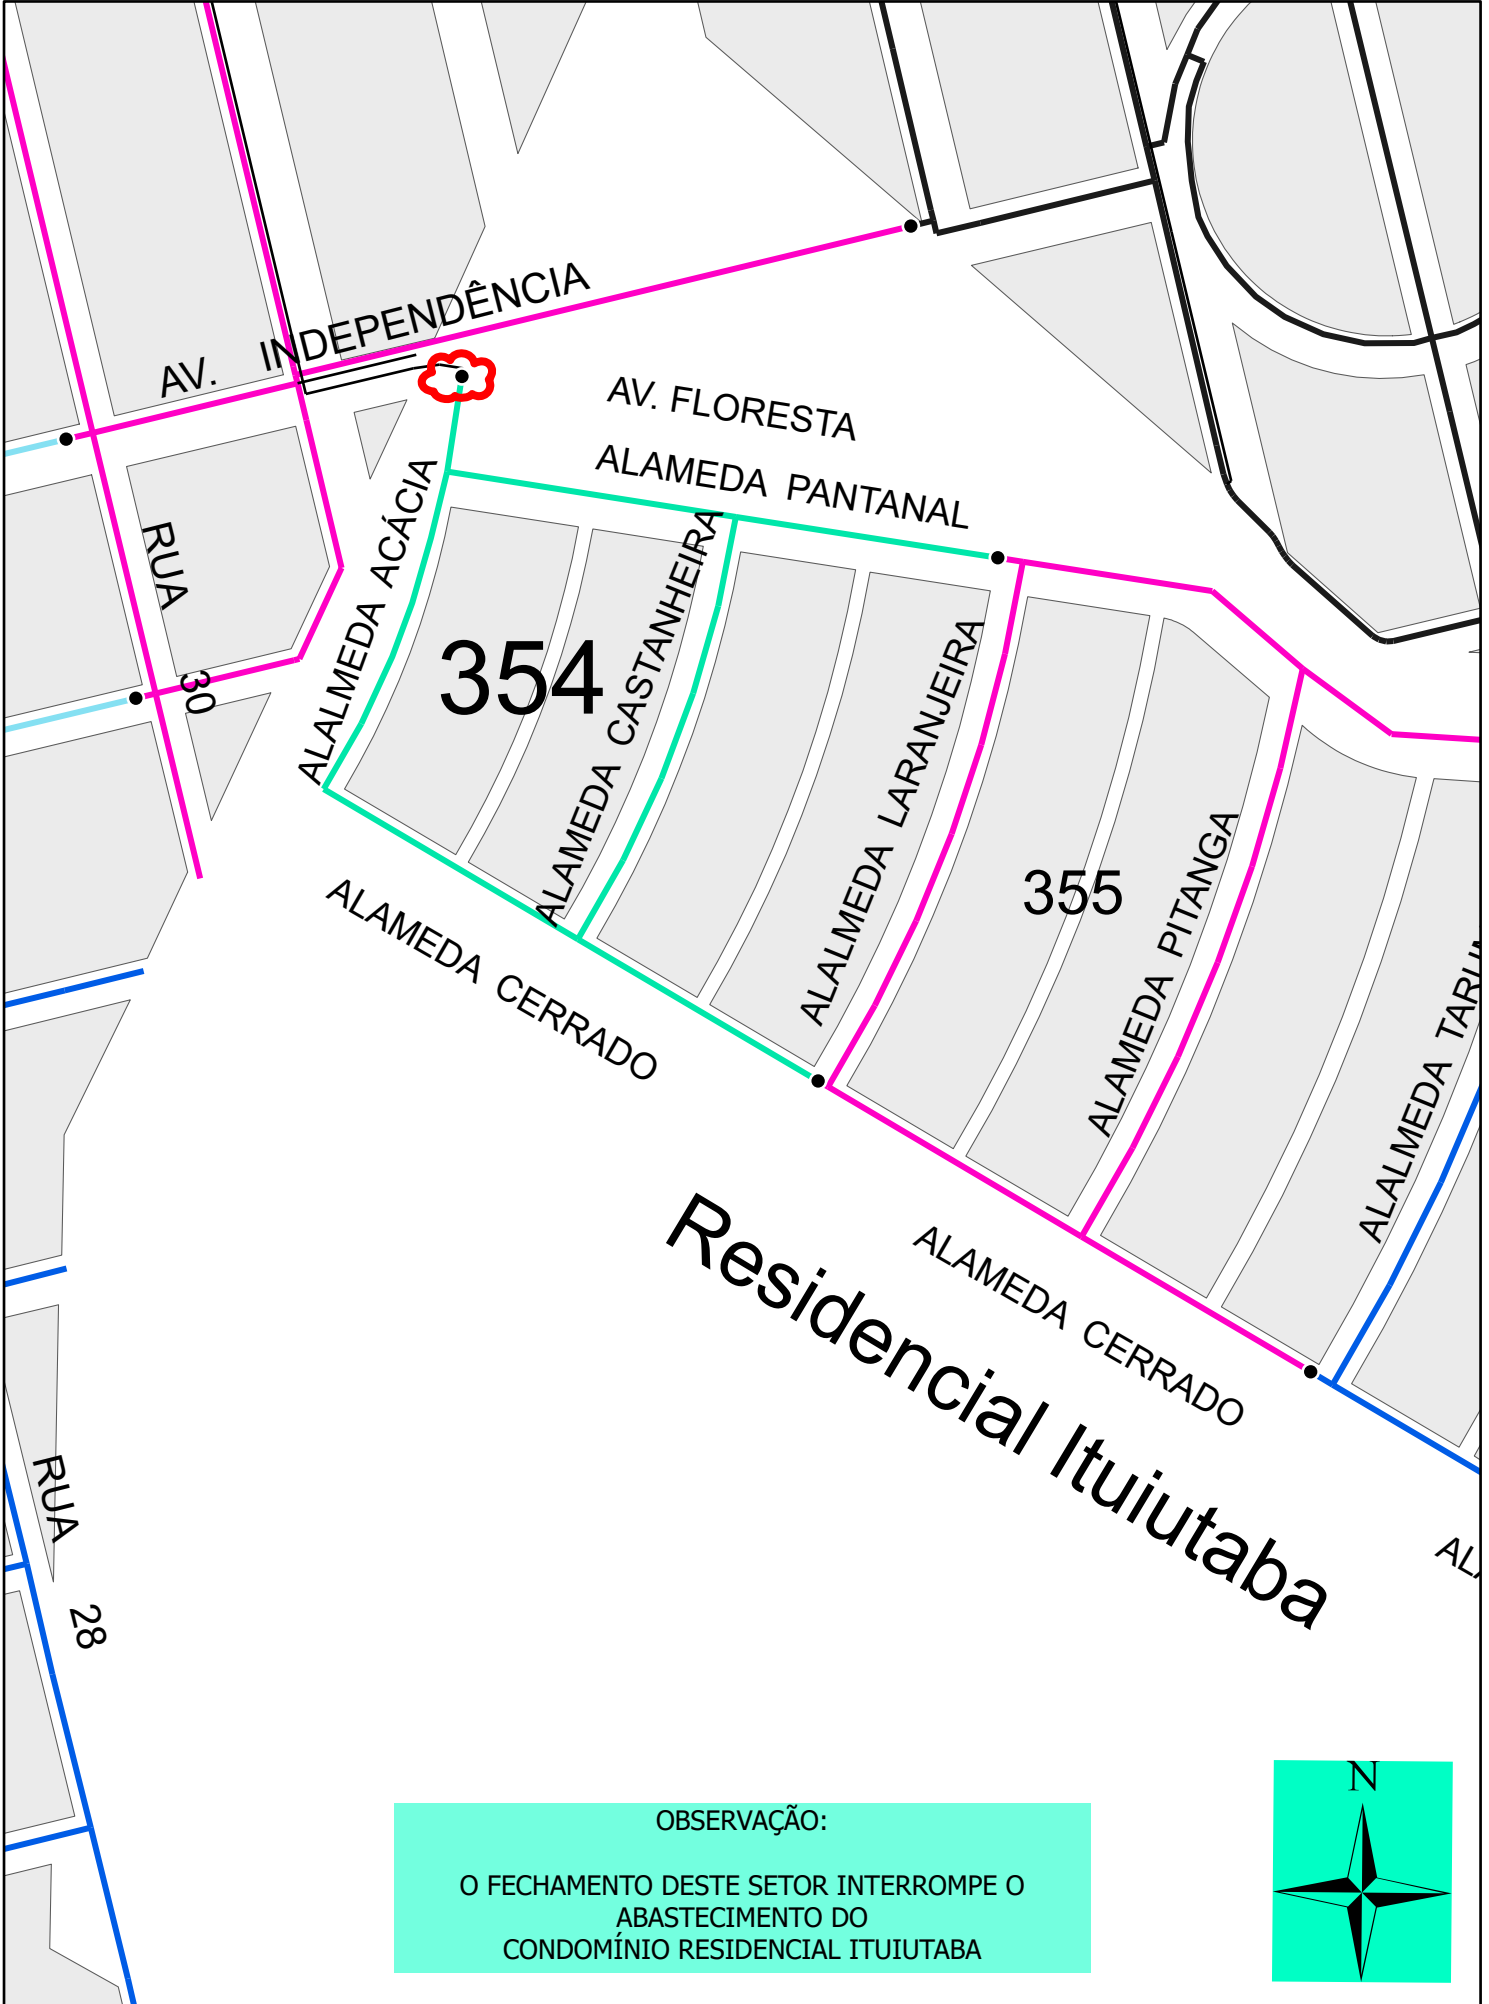 AV. INDEPENDÊNCIA
AV. FLORESTA
ALAMEDA PANTANAL
ALALMEDA ACÁCIA
RUA 30
354
ALAMEDA CASTANHEIRA
ALALMEDA LARANJEIRA
355
ALAMEDA PITANGA
ALAMEDA CERRADO
ALALMEDA
Residencial Ituiutaba
ALAMEDA CERRADO
RUA 28
N
OBSERVAÇÃO:
O FECHAMENTO DESTE SETOR INTERROMPE O
ABASTECIMENTO DO
CONDOMÍNIO RESIDENCIAL ITUIUTABA